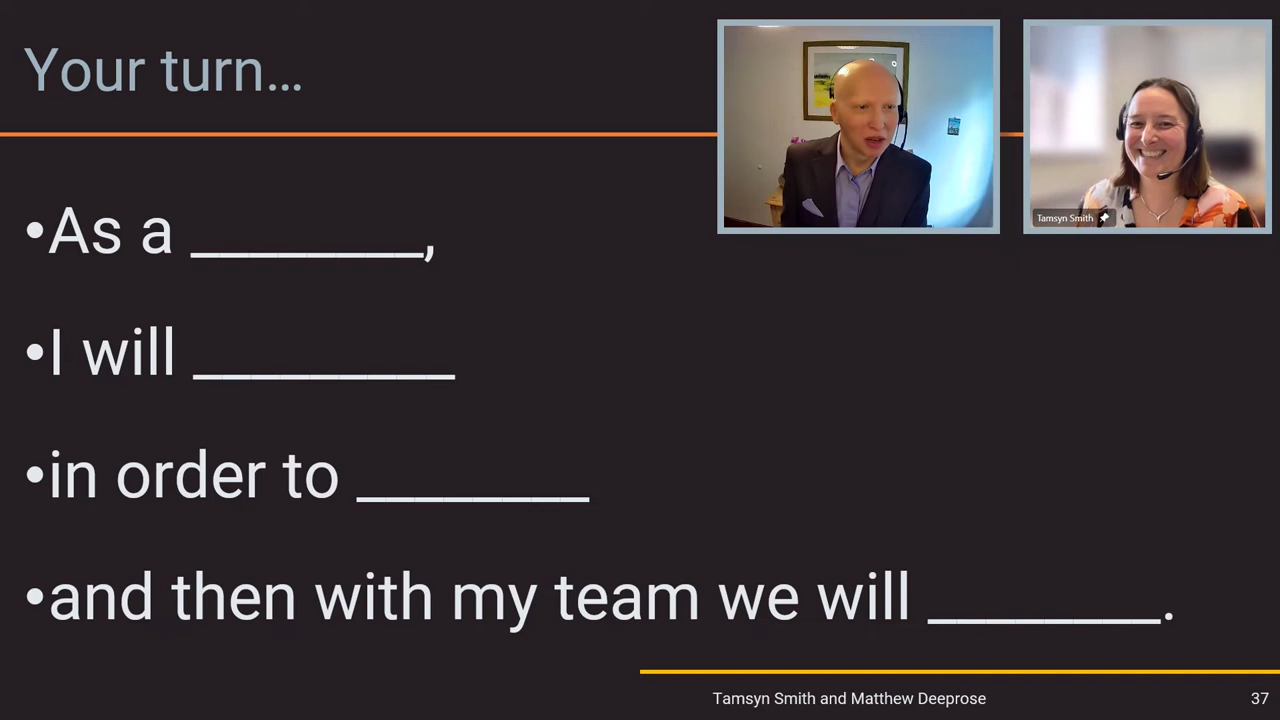 Your turn…
Tamsyn Smith
•As a ________,
•I will _________
•in order to ________
•and then with my team we will ________.
Tamsyn Smith and Matthew Deeprose
37